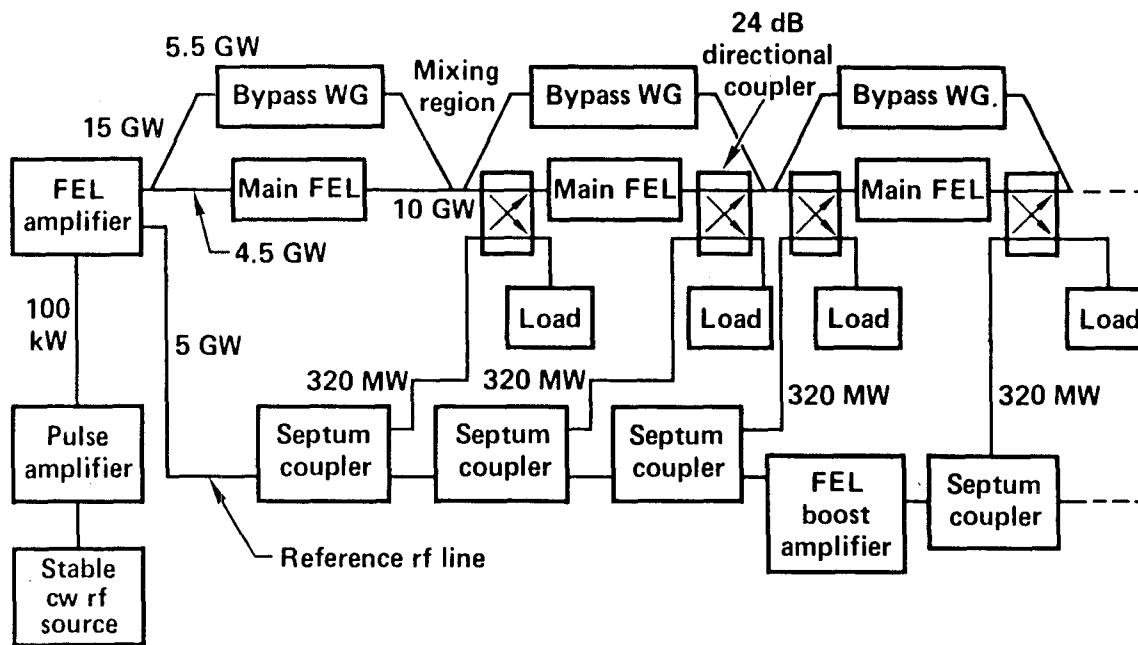 24 dB
directional
coupler
5.5 GW
Mixing
region
Bypass WG
Bypass WG
Bypass WG.
15 GW
FEL
amplifier
Main FEL
10 GW
Main FEL
Main FEL
4.5 GW
Load
Load
Load
Load
100
kW
5 GW
320 MW
320 MW
320 MW
320 MW
Pulse
amplifier
Septum
coupler
Septum
coupler
Septum
coupler
FEL
boost
amplifier
Septum
coupler
Reference rf line
Stable
cw rf
source